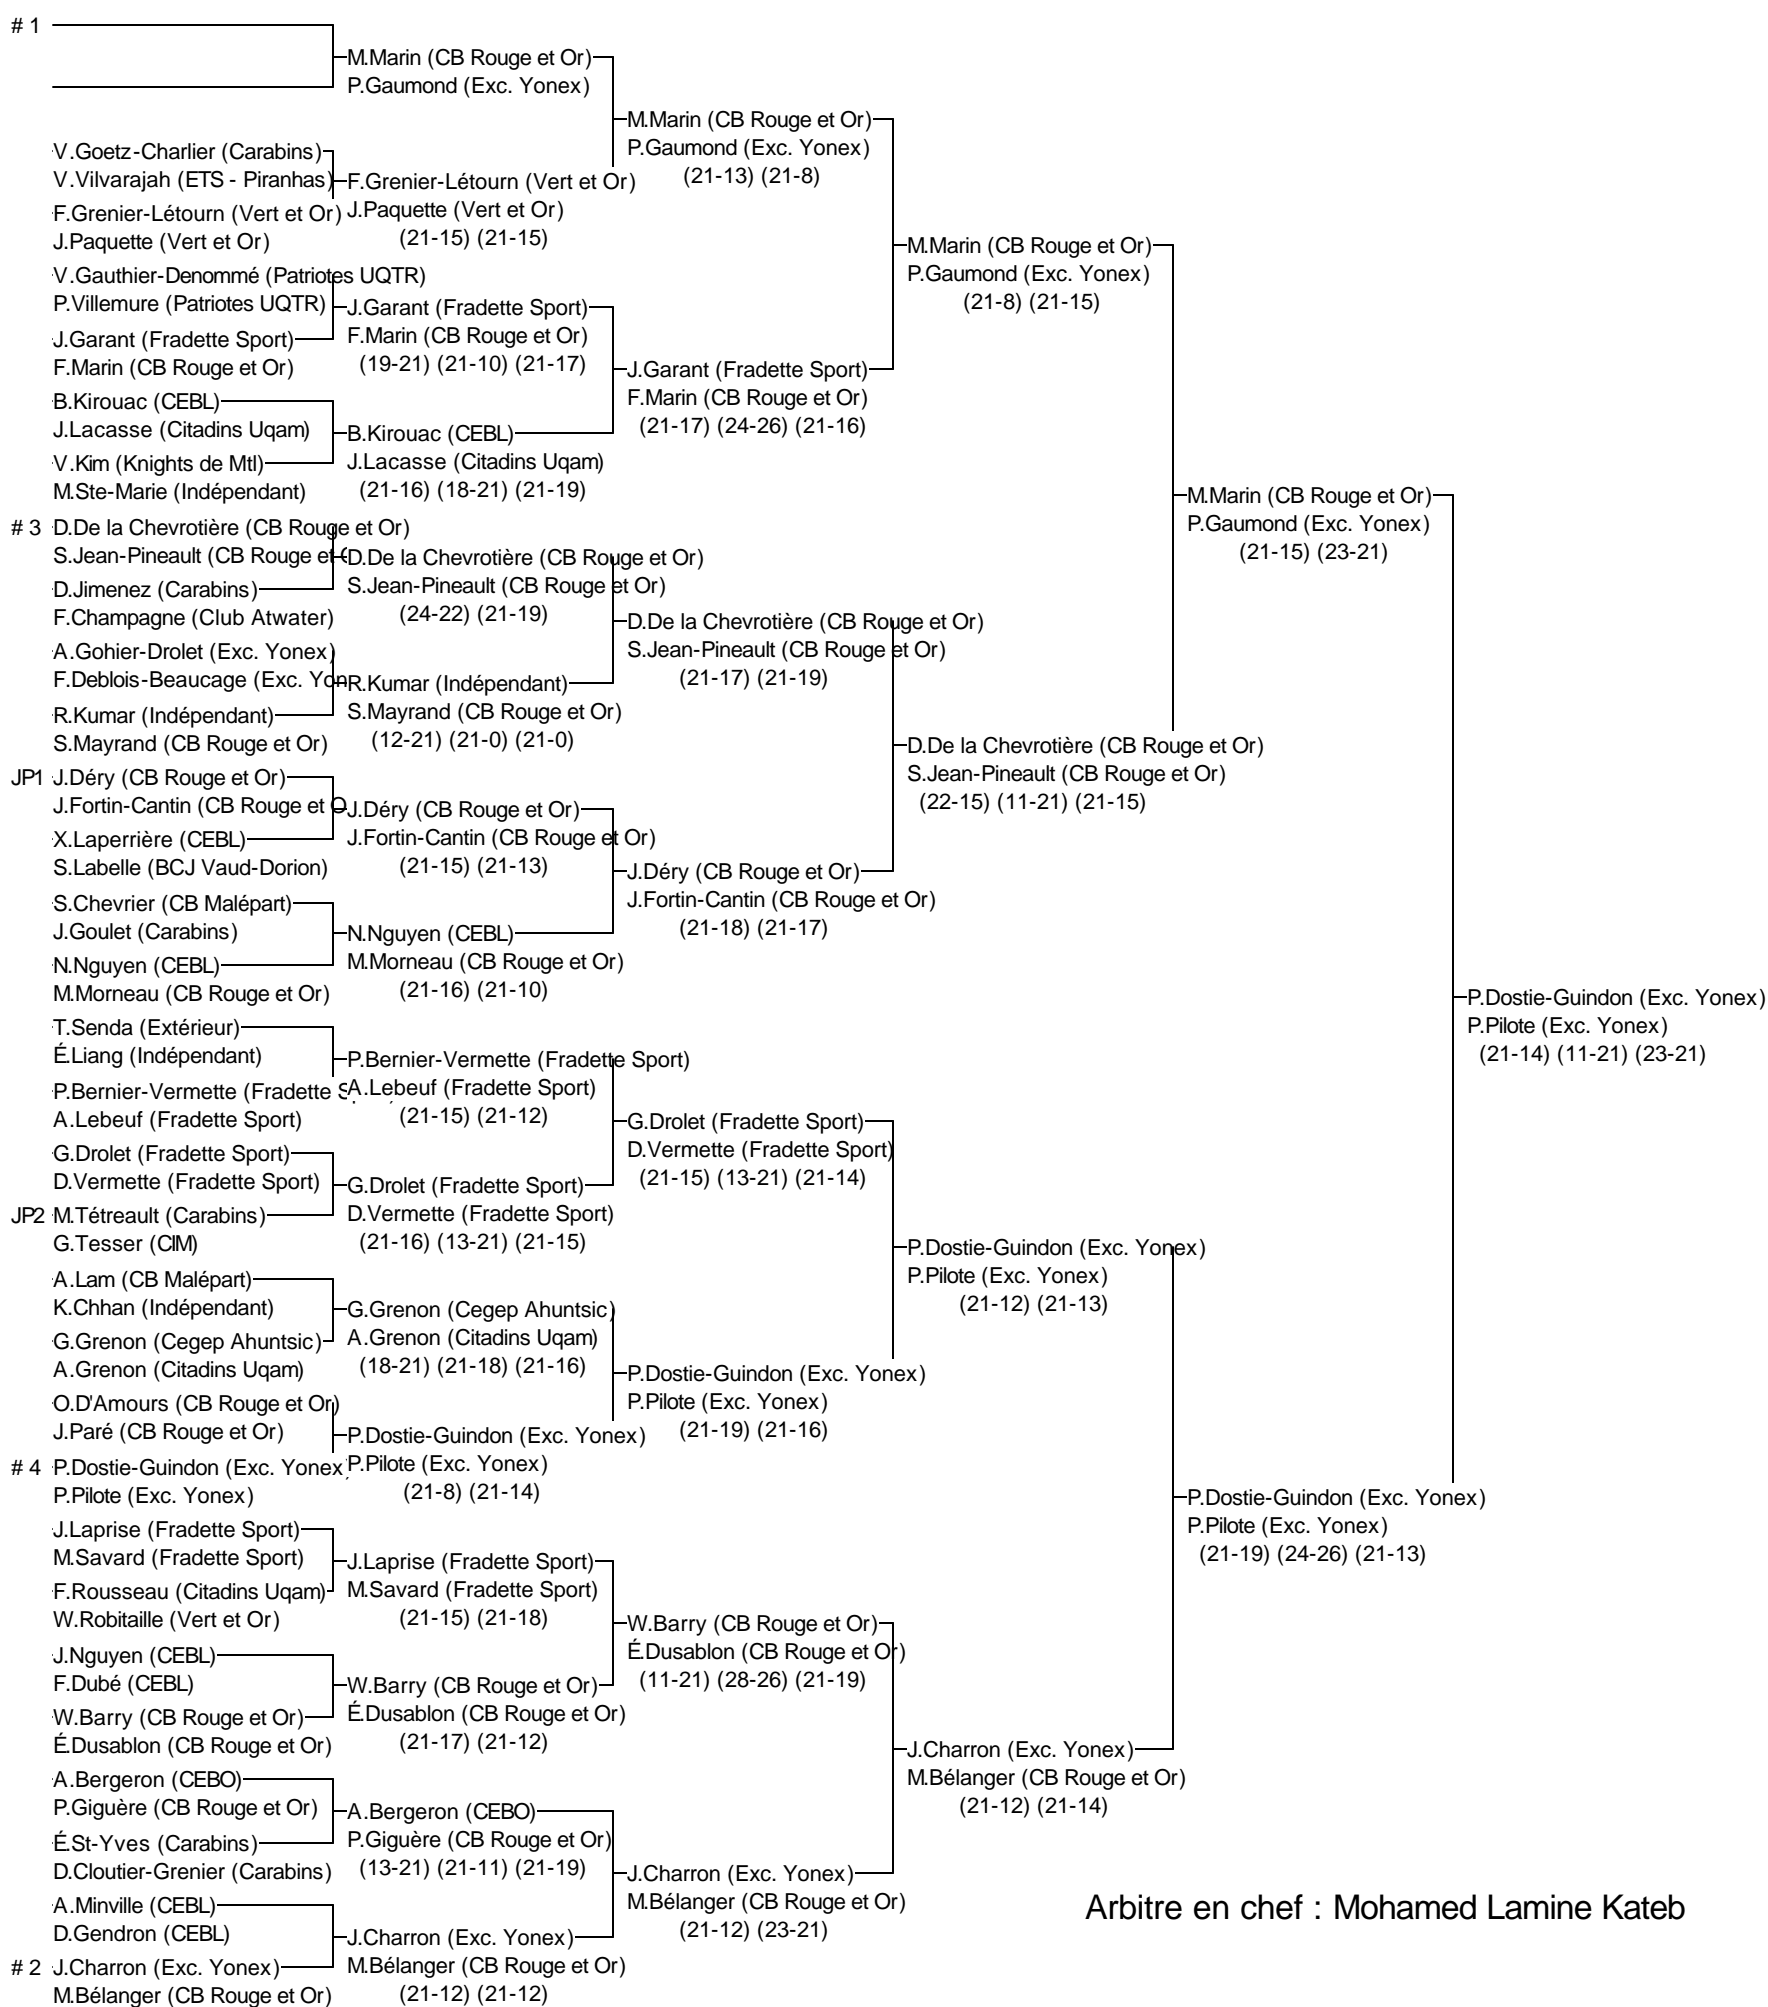 # 1
M.Marin (CB Rouge et Or)
P.Gaumond (Exc. Yonex)
V.Goetz-Charlier (Carabins)
V.Vilvarajah (ETS - Piranhas)
F.Grenier-Létourn (Vert et Or)
J.Paquette (Vert et Or)
V.Gauthier-Denommé (Patriotes UQTR)
P.Villemure (Patriotes UQTR)
J.Garant (Fradette Sport)
F.Marin (CB Rouge et Or)
B.Kirouac (CEBL)
J.Lacasse (Citadins Uqam)
V.Kim (Knights de Mtl)
M.Ste-Marie (Indépendant)
# 3 D.De la Chevrotière (CB Rouge et Or)
S.Jean-Pineault (CB Rouge et
D.Jimenez (Carabins)
F.Champagne (Club Atwater)
A.Gohier-Drolet (Exc. Yonex)
F.Deblois-Beaucage (Exc. Yon
R.Kumar (Indépendant)
S.Mayrand (CB Rouge et Or)
JP1 J.Déry (CB Rouge et Or)
J.Fortin-Cantin (CB Rouge et O
X.Laperrière (CEBL)
S.Labelle (BCJ Vaud-Dorion)
S.Chevrier (CB Malépart)
J.Goulet (Carabins)
N.Nguyen (CEBL)
M.Morneau (CB Rouge et Or)
T.Senda (Extérieur)
É.Liang (Indépendant)
P.Bernier-Vermette (Fradette S
A.Lebeuf (Fradette Sport)
G.Drolet (Fradette Sport)
D.Vermette (Fradette Sport)
JP2 M.Tétreault (Carabins)
G.Tesser (CIM)
A.Lam (CB Malépart)
K.Chhan (Indépendant)
G.Grenon (Cegep Ahuntsic)
A.Grenon (Citadins Uqam)
O.D'Amours (CB Rouge et Or)
J.Paré (CB Rouge et Or)
# 4 P.Dostie-Guindon (Exc. Yonex)
P.Pilote (Exc. Yonex)
J.Laprise (Fradette Sport)
M.Savard (Fradette Sport)
F.Rousseau (Citadins Uqam)
W.Robitaille (Vert et Or)
J.Nguyen (CEBL)
F.Dubé (CEBL)
W.Barry (CB Rouge et Or)
É.Dusablon (CB Rouge et Or)
A.Bergeron (CEBO)
P.Giguère (CB Rouge et Or)
É.St-Yves (Carabins)
D.Cloutier-Grenier (Carabins)
A.Minville (CEBL)
D.Gendron (CEBL)
# 2 J.Charron (Exc. Yonex)
M.Bélanger (CB Rouge et Or)
F.Grenier-Létourn (Vert et Or)
J.Paquette (Vert et Or)
(21-15) (21-15)
J.Garant (Fradette Sport)
F.Marin (CB Rouge et Or)
(19-21) (21-10) (21-17)
B.Kirouac (CEBL)
J.Lacasse (Citadins Uqam)
(21-16) (18-21) (21-19)
D.De la Chevrotière (CB Rouge et Or)
S.Jean-Pineault (CB Rouge et Or)
(24-22) (21-19)
R.Kumar (Indépendant)
S.Mayrand (CB Rouge et Or)
(12-21) (21-0) (21-0)
J.Déry (CB Rouge et Or)
J.Fortin-Cantin (CB Rouge et Or)
(21-15) (21-13)
N.Nguyen (CEBL)
M.Morneau (CB Rouge et Or)
(21-16) (21-10)
P.Bernier-Vermette (Fradette Sport)
A.Lebeuf (Fradette Sport)
(21-15) (21-12)
G.Drolet (Fradette Sport)
D.Vermette (Fradette Sport)
(21-16) (13-21) (21-15)
G.Grenon (Cegep Ahuntsic)
A.Grenon (Citadins Uqam)
(18-21) (21-18) (21-16)
P.Dostie-Guindon (Exc. Yonex)
P.Pilote (Exc. Yonex)
(21-8) (21-14)
J.Laprise (Fradette Sport)
M.Savard (Fradette Sport)
(21-15) (21-18)
W.Barry (CB Rouge et Or)
É.Dusablon (CB Rouge et Or)
(21-17) (21-12)
A.Bergeron (CEBO)
P.Giguère (CB Rouge et Or)
(13-21) (21-11) (21-19)
J.Charron (Exc. Yonex)
M.Bélanger (CB Rouge et Or)
(21-12) (21-12)
M.Marin (CB Rouge et Or)
P.Gaumond (Exc. Yonex)
(21-13) (21-8)
J.Garant (Fradette Sport)
F.Marin (CB Rouge et Or)
(21-17) (24-26) (21-16)
D.De la Chevrotière (CB Rouge et Or)
S.Jean-Pineault (CB Rouge et Or)
(21-17) (21-19)
J.Déry (CB Rouge et Or)
J.Fortin-Cantin (CB Rouge et Or)
(21-18) (21-17)
G.Drolet (Fradette Sport)
D.Vermette (Fradette Sport)
(21-15) (13-21) (21-14)
P.Dostie-Guindon (Exc. Yonex)
P.Pilote (Exc. Yonex)
(21-19) (21-16)
W.Barry (CB Rouge et Or)
É.Dusablon (CB Rouge et Or)
(11-21) (28-26) (21-19)
J.Charron (Exc. Yonex)
M.Bélanger (CB Rouge et Or)
(21-12) (23-21)
M.Marin (CB Rouge et Or)
P.Gaumond (Exc. Yonex)
(21-8) (21-15)
D.De la Chevrotière (CB Rouge et Or)
S.Jean-Pineault (CB Rouge et Or)
(22-15) (11-21) (21-15)
P.Dostie-Guindon (Exc. Yonex)
P.Pilote (Exc. Yonex)
(21-12) (21-13)
J.Charron (Exc. Yonex)
M.Bélanger (CB Rouge et Or)
(21-12) (21-14)
M.Marin (CB Rouge et Or)
P.Gaumond (Exc. Yonex)
(21-15) (23-21)
P.Dostie-Guindon (Exc. Yonex)
P.Pilote (Exc. Yonex)
(21-19) (24-26) (21-13)
P.Dostie-Guindon (Exc. Yonex)
P.Pilote (Exc. Yonex)
(21-14) (11-21) (23-21)
Arbitre en chef : Mohamed Lamine Kateb